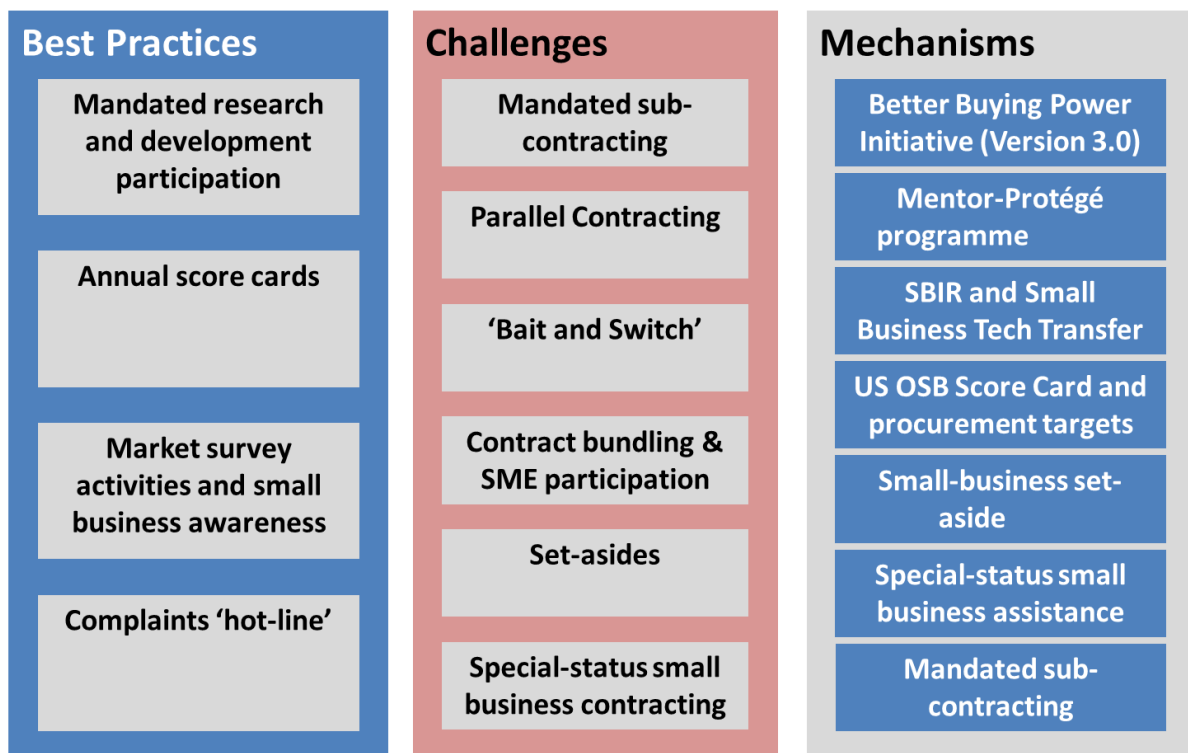 Best Practices
Mandated research
and development
participation
Annual score cards
Market survey
activities and small
business awareness
Complaints ‘hot-line’
Challenges
Mandated sub-
contracting
Parallel Contracting
‘Bait and Switch’
Contract bundling &
SME participation
Set-asides
Special-status small
business contracting
Mechanisms
Better Buying Power
Initiative (Version 3.0)
Mentor-Protégé
programme
SBIR and Small
Business Tech Transfer
US OSB Score Card and
procurement targets
Small-business set-
aside
Special-status small
business assistance
Mandated sub-
contracting